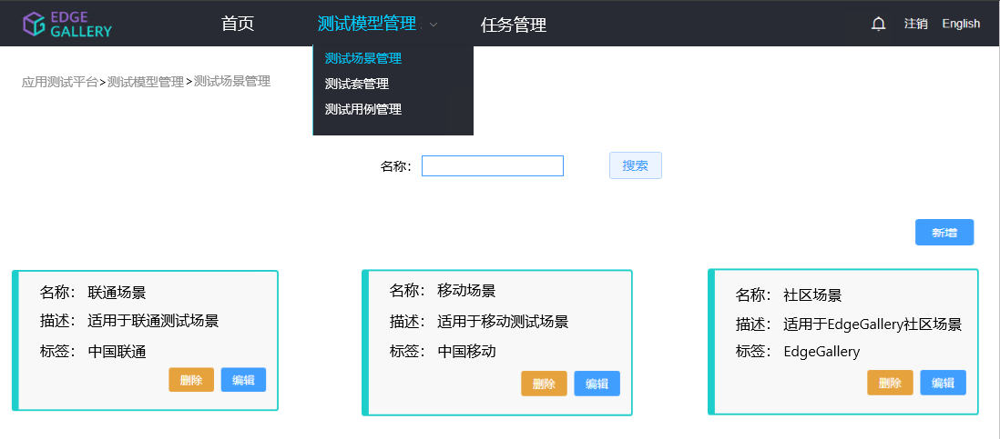 EDGE
GALLERY
首页
测试模型管理
任务管理
注销
English
测试场景管理
测试套管理
测试用例管理
应用测试平台>测试模型管理>测试场景管理
名称：
搜索
新增
名称： 联通场景
描述： 适用于联通测试场景
标签： 中国联通
删除
编辑
名称： 移动场景
描述： 适用于移动测试场景
标签： 中国移动
删除
编辑
名称： 社区场景
描述： 适用于EdgeGallery社区场景
标签： EdgeGallery
删除
编辑